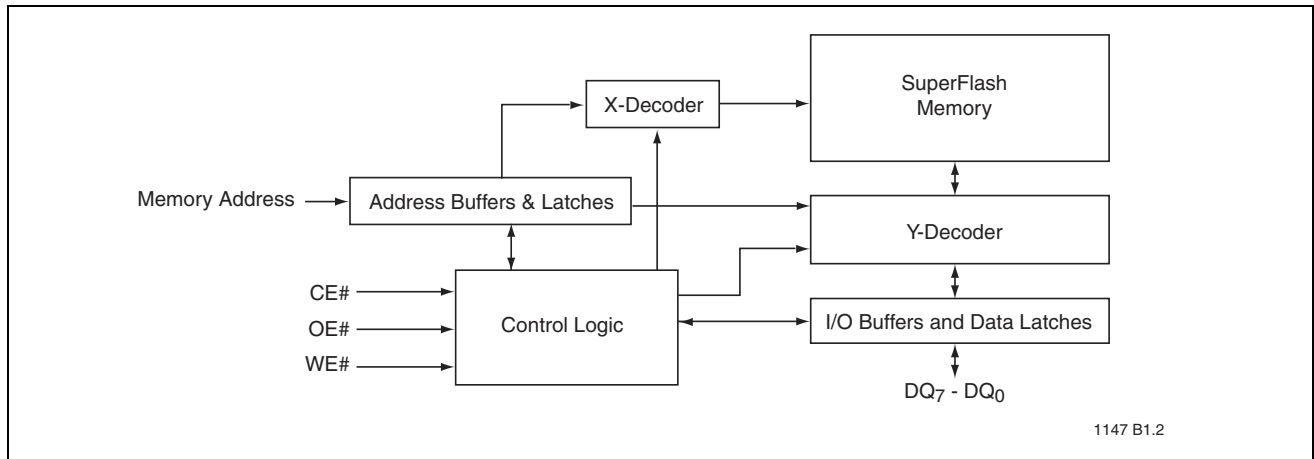 SuperFlash
Memory
X-Decoder
Memory Address
Address Buffers & Latches
Y-Decoder
CE#
OE#
WE#
Control Logic
I/O Buffers and Data Latches
DQ7 - DQ0
1147 B1.2